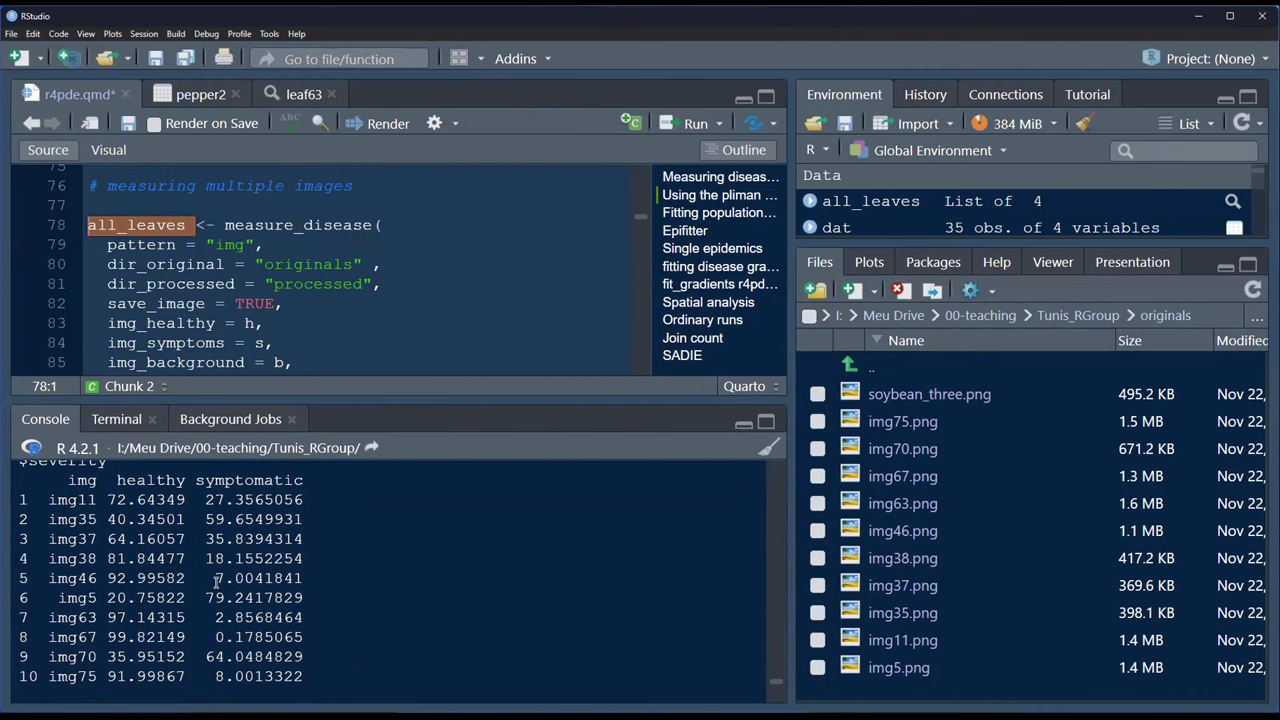 RStudio
File Edit Code View Plots Session Build Debug Profile Tools Help
Go to file/function Addins Project: (None)
r4pde.qmd* pepper2 leaf63
Render on Save ABC Render Run
Source Visual Outline
75
76 # measuring multiple images
77
78 all_leaves <- measure_disease(
79 pattern = "img",
80 dir_original = "originals" ,
81 dir_processed = "processed",
82 save_image = TRUE,
83 img_healthy = h,
84 img_symptoms = s,
85 img_background = b,
Measuring diseas...
Using the pliman ...
Fitting population...
Epifitter
Single epidemics
fitting disease gra...
fit_gradients r4pd...
Spatial analysis
Ordinary runs
Join count
SADIE
78:1 Chunk 2 Quarto
Console Terminal Background Jobs
R 4.2.1 · I:/Meu Drive/00-teaching/Tunis_RGroup/
$severity
img healthy symptomatic
1 img11 72.64349 27.3565056
2 img35 40.34501 59.6549931
3 img37 64.16057 35.8394314
4 img38 81.84477 18.1552254
5 img46 92.99582 7.0041841
6 img5 20.75822 79.2417829
7 img63 97.14315 2.8568464
8 img67 99.82149 0.1785065
9 img70 35.95152 64.0484829
10 img75 91.99867 8.0013322
Environment History Connections Tutorial
Import 384 MiB List
R Global Environment
Data
all_leaves List of 4
dat 35 obs. of 4 variables
Files Plots Packages Help Viewer Presentation
I: Meu Drive 00-teaching Tunis_RGroup originals ...
Name Size Modified
..
soybean_three.png 495.2 KB Nov 22,
img75.png 1.5 MB Nov 22,
img70.png 671.2 KB Nov 22,
img67.png 1.3 MB Nov 22,
img63.png 1.6 MB Nov 22,
img46.png 1.1 MB Nov 22,
img38.png 417.2 KB Nov 22,
img37.png 369.6 KB Nov 22,
img35.png 398.1 KB Nov 22,
img11.png 1.4 MB Nov 22,
img5.png 1.4 MB Nov 22,